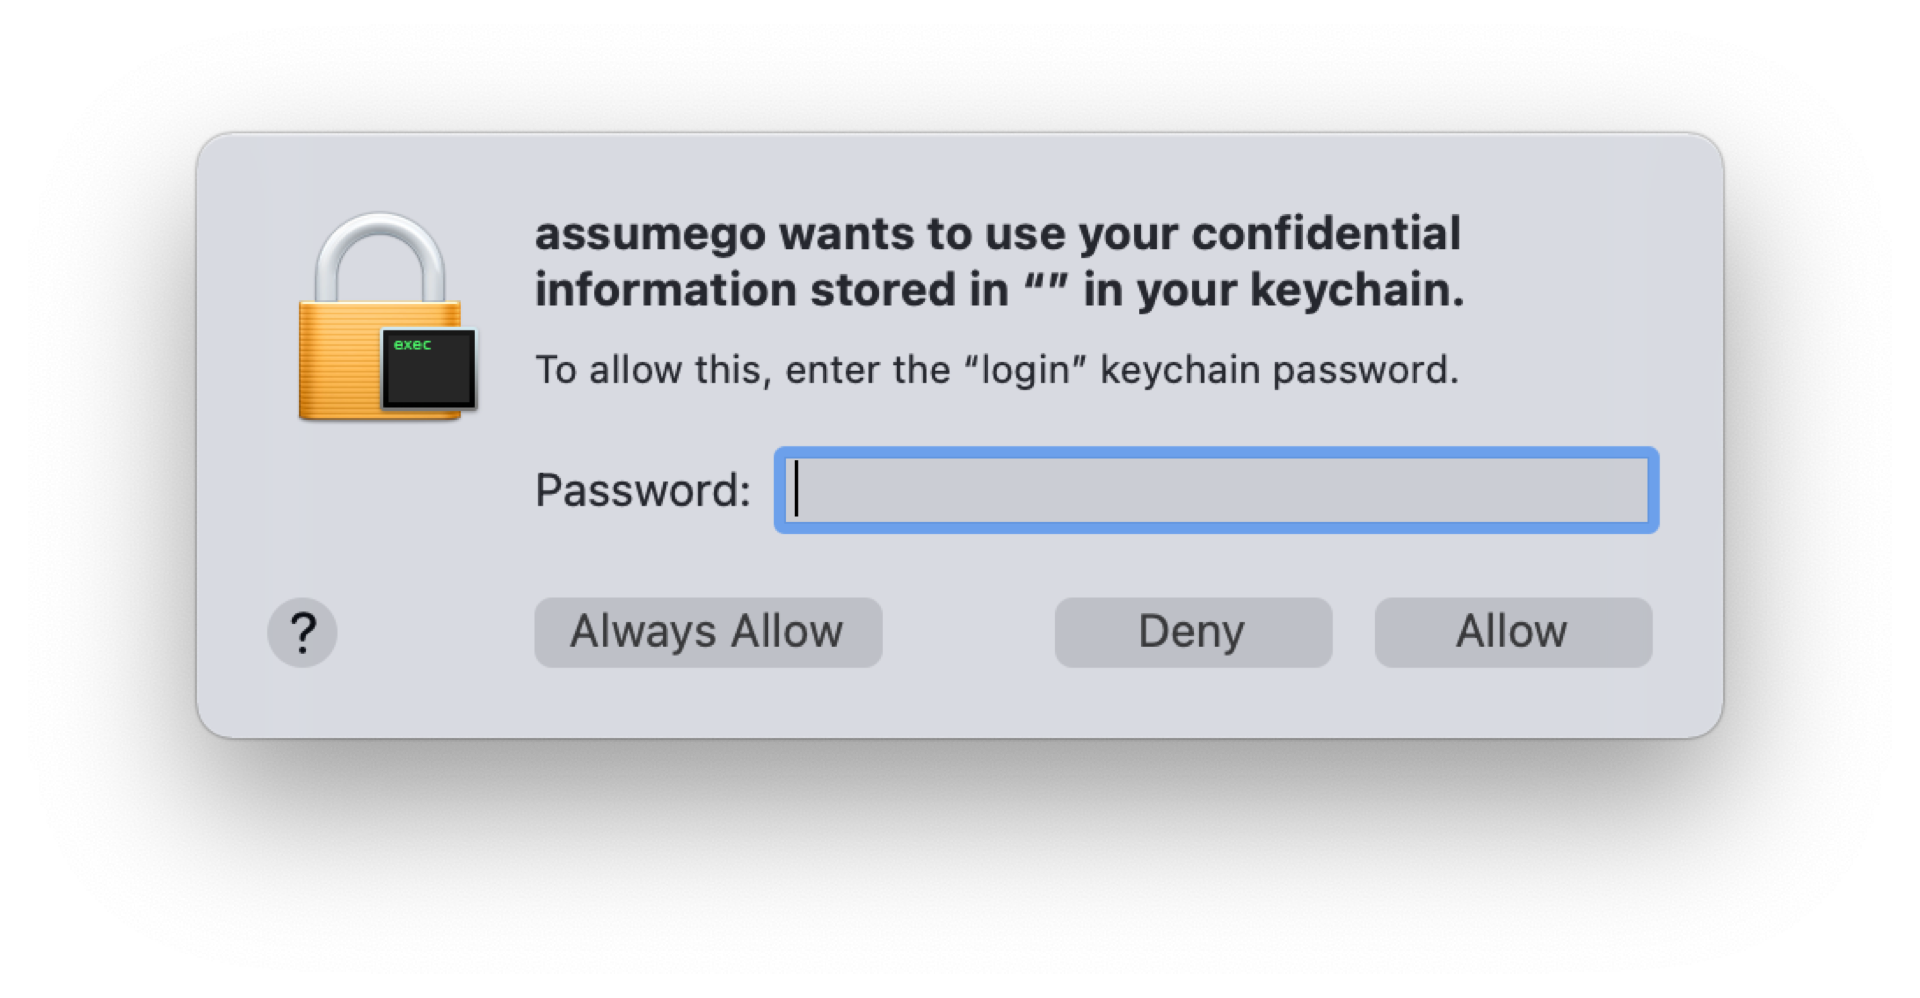 assumego wants to use your confidential
information stored in “” in your keychain.
To allow this, enter the “login” keychain password.
exec
Password:
?
Always Allow
Deny
Allow